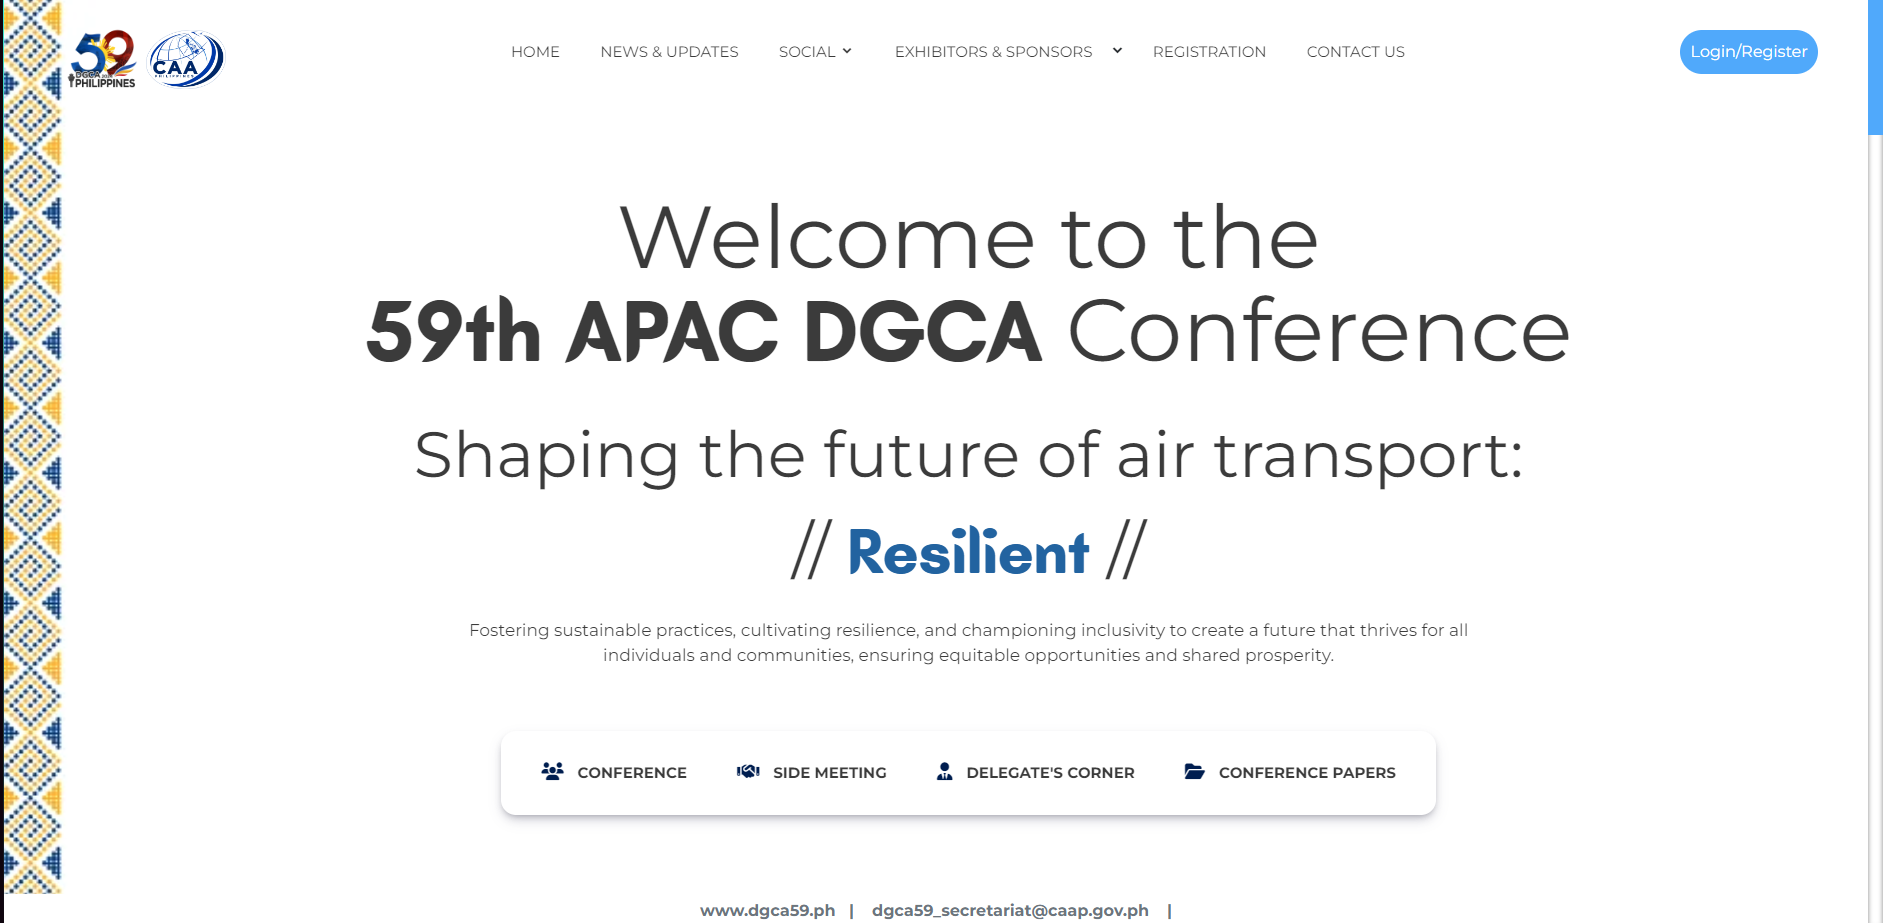 59
DGCA 2024
PHILIPPINES
CAA
PHILIPPINES
HOME
NEWS & UPDATES
SOCIAL
EXHIBITORS & SPONSORS
REGISTRATION
CONTACT US
Login/Register
Welcome to the
59th APAC DGCA Conference
Shaping the future of air transport:
// Resilient //
Fostering sustainable practices, cultivating resilience, and championing inclusivity to create a future that thrives for all
individuals and communities, ensuring equitable opportunities and shared prosperity.
CONFERENCE
SIDE MEETING
DELEGATE'S CORNER
CONFERENCE PAPERS
www.dgca59.ph | dgca59_secretariat@caap.gov.ph |